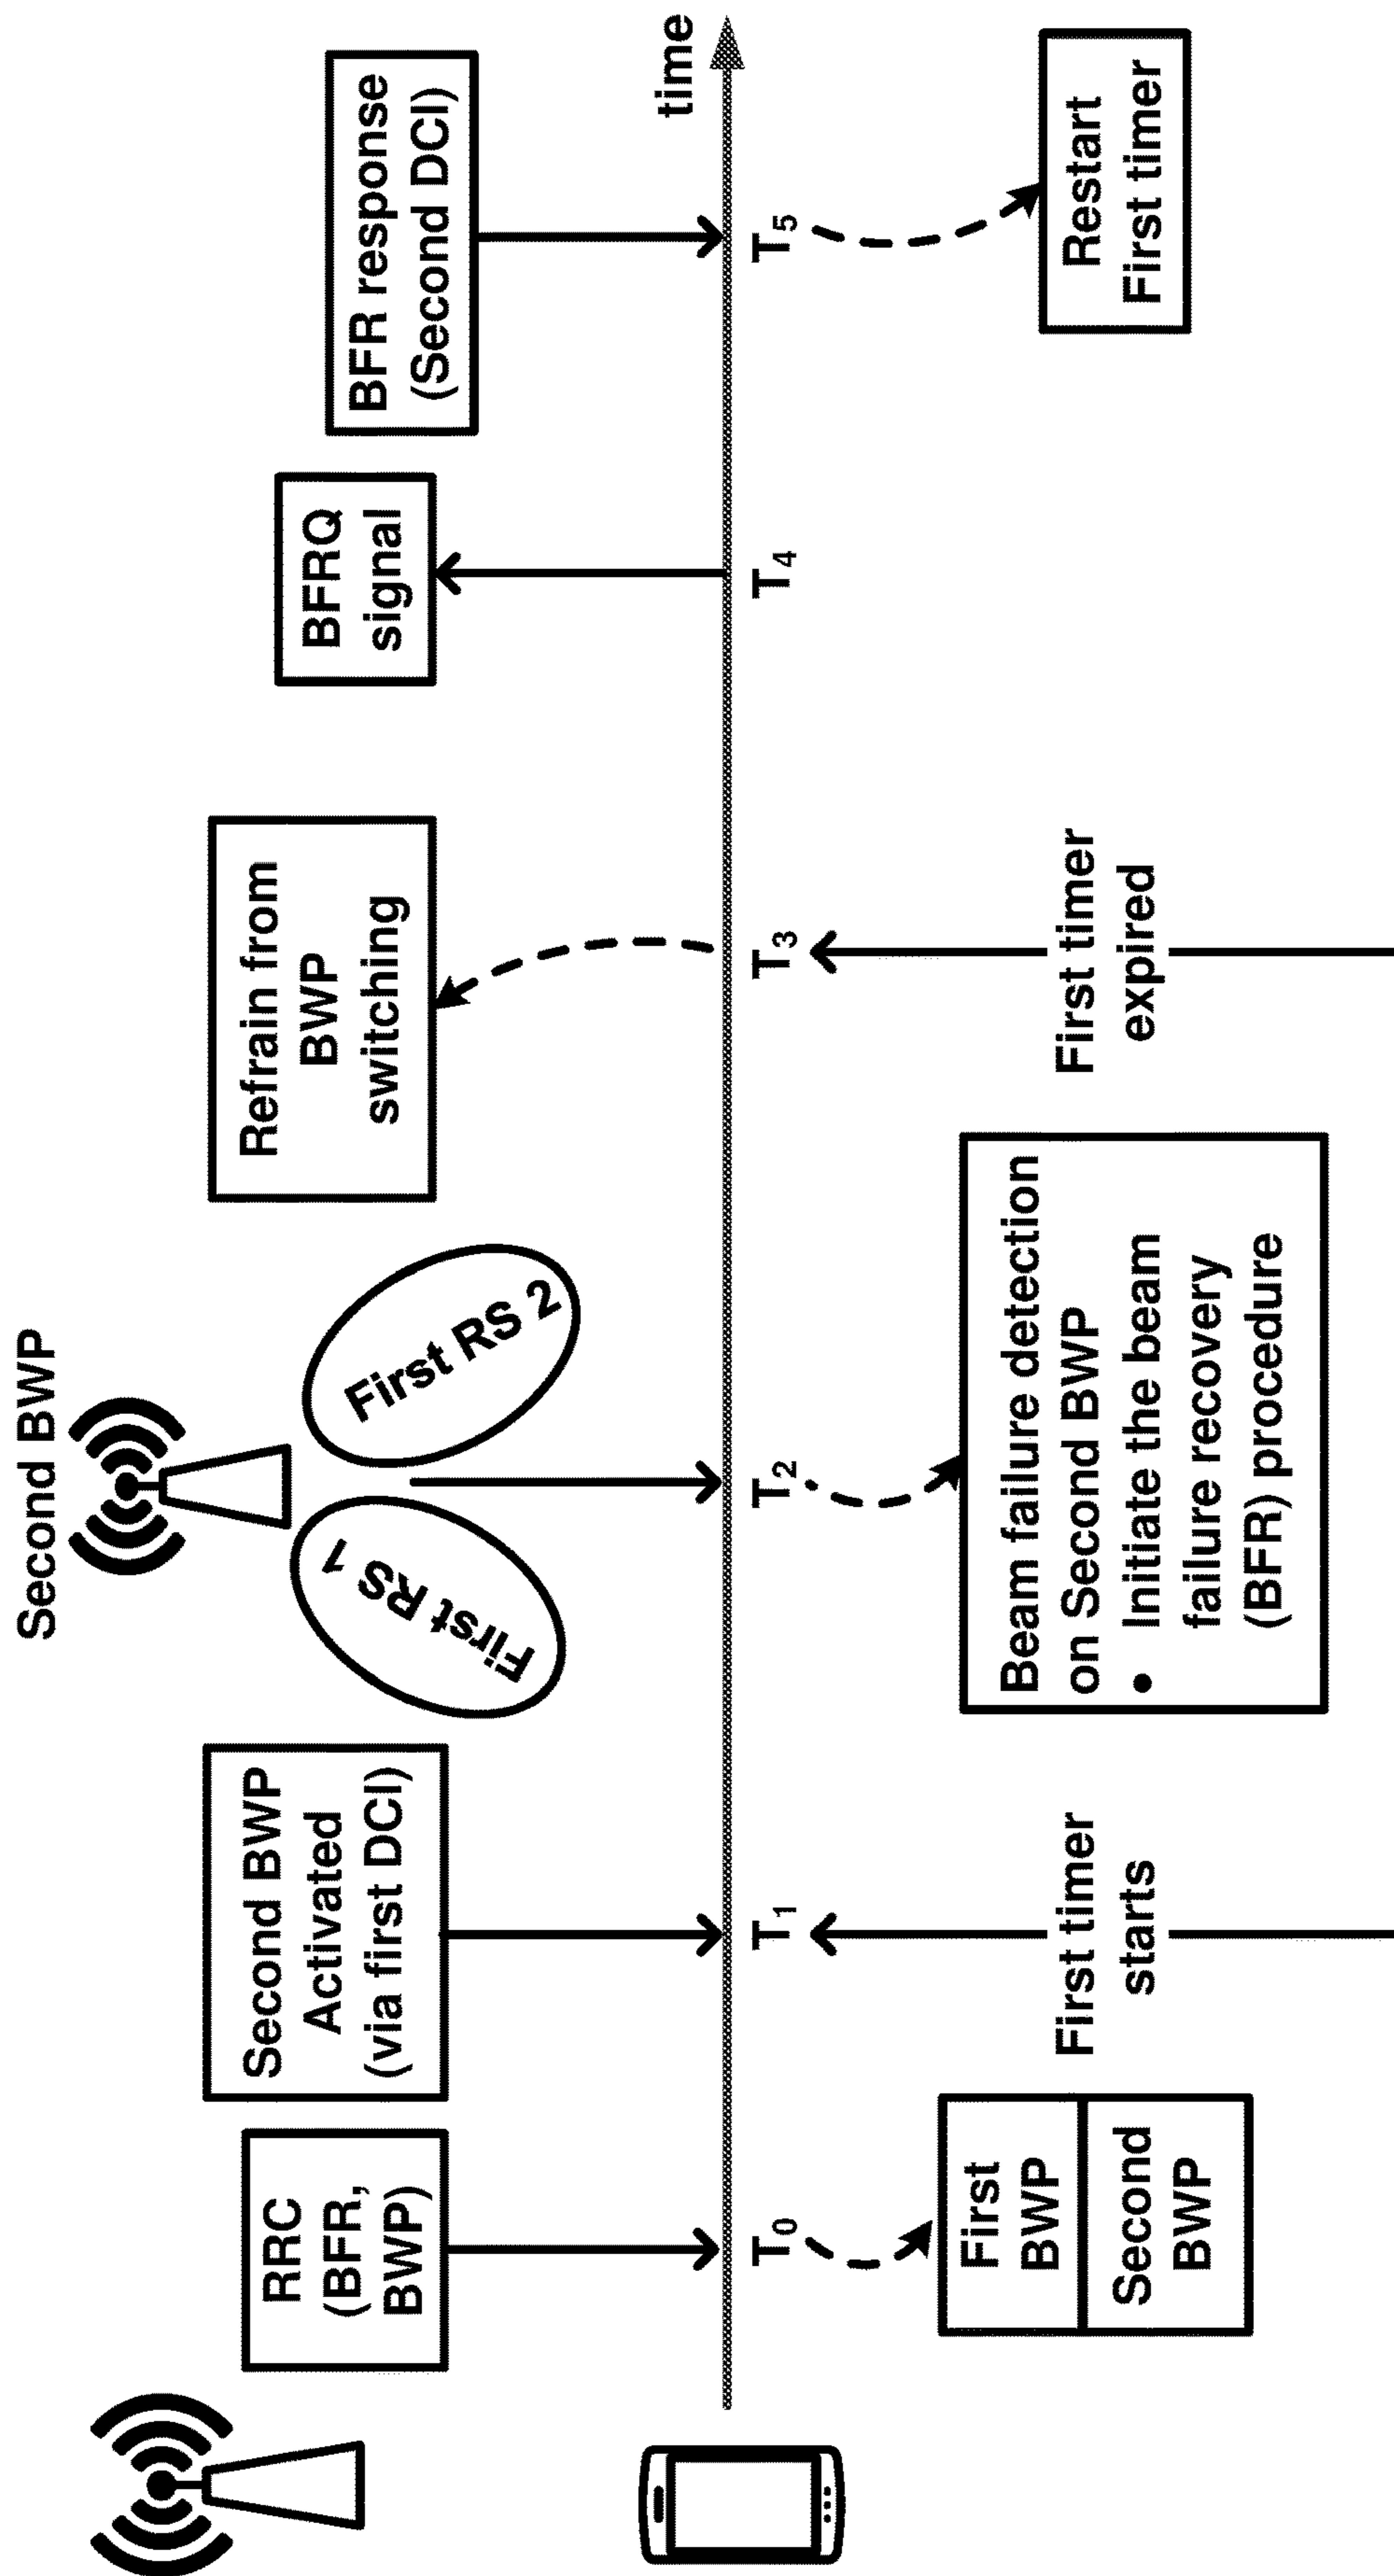 Second BWP
RRC
(BFR,
BWP)
Second BWP
Activated
(via first DCI)
First RS 1
First RS 2
Refrain from
BWP
switching
BFRQ
signal
BFR response
(Second DCI)
time
T0
T1
T2
T3
T4
T5
First
BWP
Second
BWP
First timer
starts
Beam failure detection
on Second BWP
• Initiate the beam
failure recovery
(BFR) procedure
First timer
expired
Restart
First timer